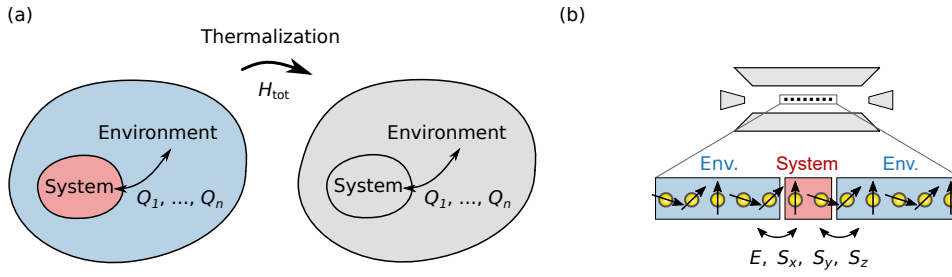 (a)
Thermalization
H_tot
Environment
System
Q_1, ..., Q_n
Environment
System
Q_1, ..., Q_n
(b)
Env. System Env.
E, S_x, S_y, S_z